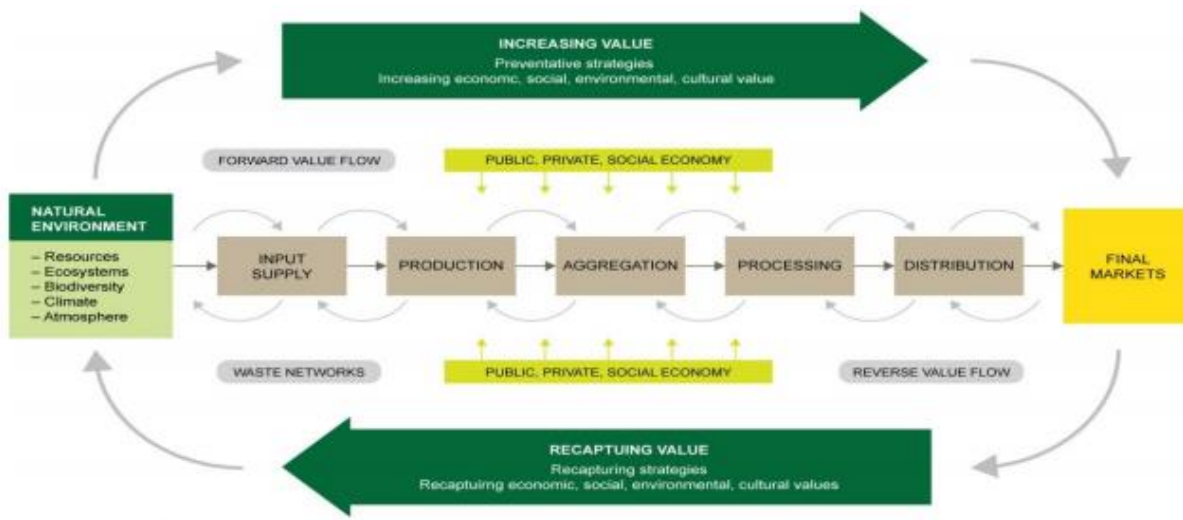 INCREASING VALUE
Preventative strategies
Increasing economc, social, environmental, cultural value
FORWARD VALUE FLOW
PUBLIC, PRIVATE, SOCIAL ECONOMY
NATURAL
ENVIRONMENT
– Resources
– Ecosystems
– Biodiversity
– Climate
– Atmosphere
INPUT
SUPPLY
PRODUCTION
AGGREGATION
PROCESSING
DISTRIBUTION
FINAL
MARKETS
WASTE NETWORKS
PUBLIC, PRIVATE, SOCIAL ECONOMY
REVERSE VALUE FLOW
RECAPTUING VALUE
Recapturing strategies
Recaptuirng economic, social, environmental, cultural values